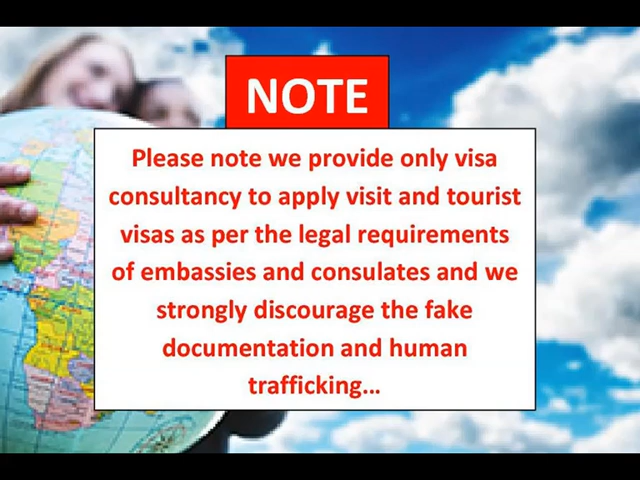 NOTE
Please note we provide only visa
consultancy to apply visit and tourist
visas as per the legal requirements
of embassies and consulates and we
strongly discourage the fake
documentation and human
trafficking...